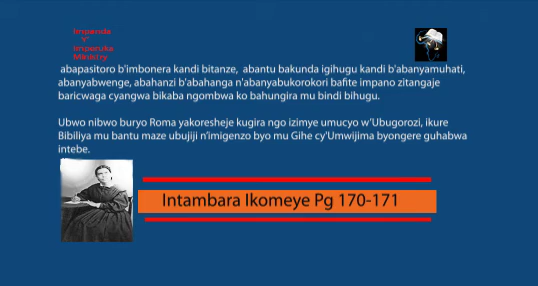 Imparala
y'
Imparuka
Ministry
abapasitoro b'imbonera kandi bitanze, abantu bakunda igihugu kandi b'abanyamuhati,
abanyabwenge, abahanzi b'abahanga n'abanyabukorokori bafite impano zitangaje
baricwaga cyangwa bikaba ngombwa ko bahungira mu bindi bihugu.
Ubwo nibwo buryo Roma yakoresheje kugira ngo izimye umucyo w'Ubugorozi, ikure
Bibiliya mu bantu maze ubujiji n'imigenzo byo mu Gihe cy'Umwijima byongere guhabwa
intebe.
Intambara Ikomeye Pg 170-171